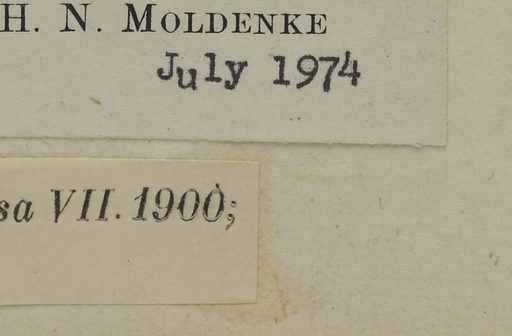 H. N. MOLDENKE
July 1974
sa VII. 1900;